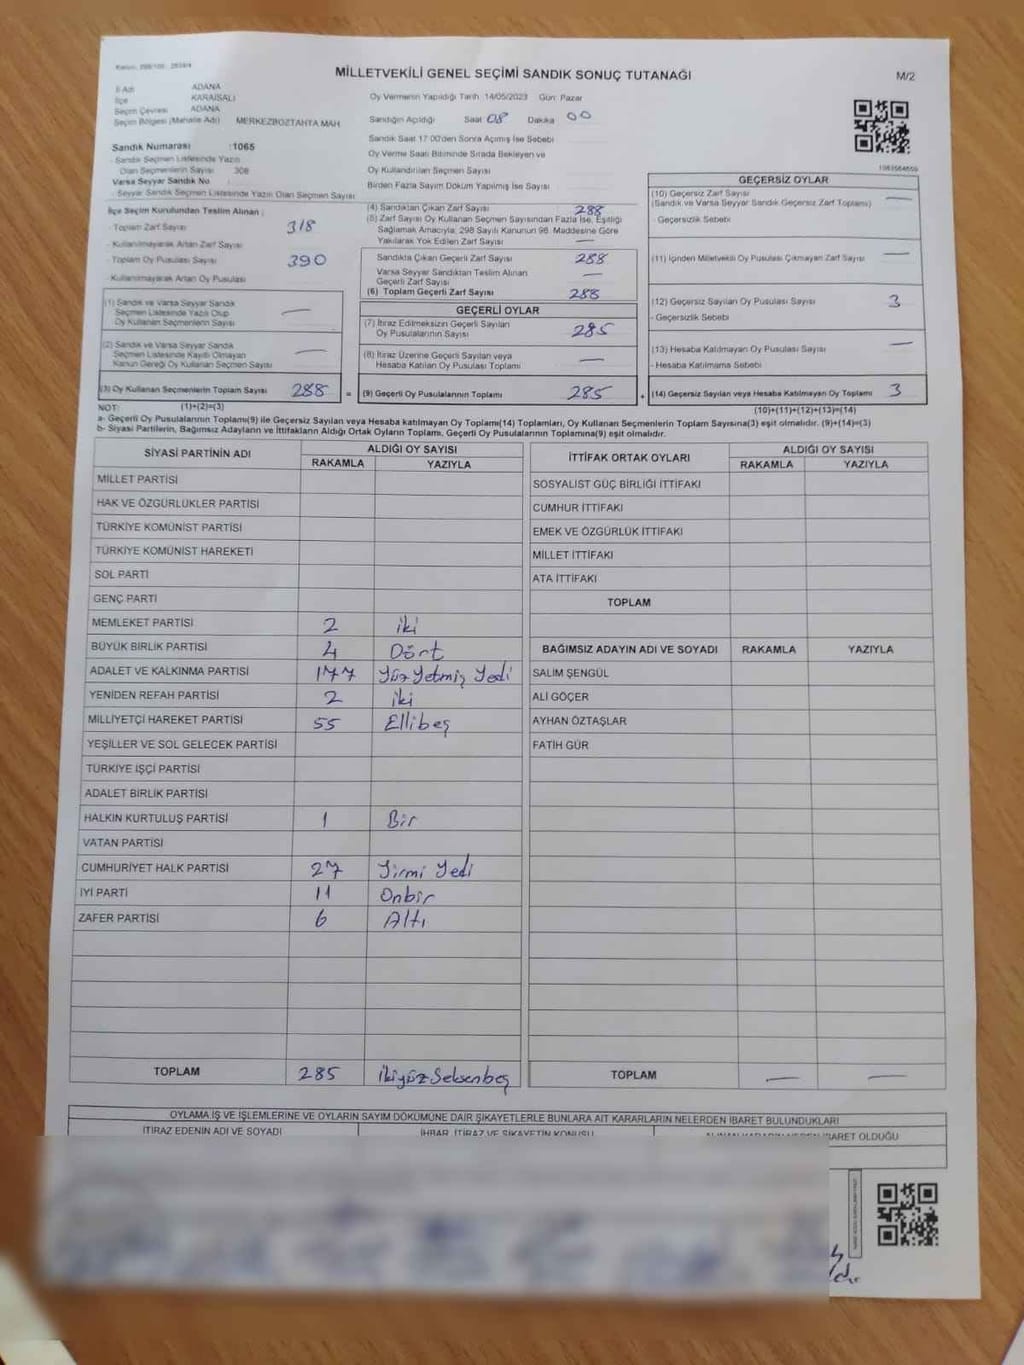 MİLLETVEKİLİ GENEL SEÇİMİ SANDIK SONUÇ TUTANAĞI
M/2
İl Adı ADANA
İlçe KARAİSALI
Seçim Çevresi ADANA
Seçim Bölgesi (Mahalle Adı) MERKEZBOZTAHTA MAH.
Sandık Numarası :1065
- Sandık Seçmen Listesinde Yazılı
Olan Seçmenlerin Sayısı 308
Varsa Seyyar Sandık No :
- Seyyar Sandık Seçmen Listesinde Yazılı Olan Seçmen Sayısı
Oy Vermenin Yapıldığı Tarih :14/05/2023 Gün: Pazar
Sandığın Açıldığı Saat 08 Dakika 00
Sandık Saat 17:00'den Sonra Açılmış İse Sebebi
Oy Verme Saati Bitiminde Sırada Bekleyen ve
Oy Kullandırılan Seçmen Sayısı
Birden Fazla Sayım Döküm Yapılmış İse Sayısı
İlçe Seçim Kurulundan Teslim Alınan :
- Toplam Zarf Sayısı 318
- Kullanılmayarak Artan Zarf Sayısı
- Toplam Oy Pusulası Sayısı 390
- Kullanılmayarak Artan Oy Pusulası
(1) Sandık ve Varsa Seyyar Sandık
Seçmen Listesinde Yazılı Olup
Oy Kullanan Seçmenlerin Sayısı —
(2) Sandık ve Varsa Seyyar Sandık
Seçmen Listesinde Kayıtlı Olmayan
Kanun Gereği Oy Kullanan Seçmen Sayısı —
(3) Oy Kullanan Seçmenlerin Toplam Sayısı 288 =
(4) Sandıktan Çıkan Zarf Sayısı 288
(5) Zarf Sayısı Oy Kullanan Seçmen Sayısından Fazla İse, Eşitliği
Sağlamak Amacıyla, 298 Sayılı Kanunun 98. Maddesine Göre
Yakılarak Yok Edilen Zarf Sayısı —
Sandıkta Çıkan Geçerli Zarf Sayısı 288
Varsa Seyyar Sandıktan Teslim Alınan
Geçerli Zarf Sayısı —
(6) Toplam Geçerli Zarf Sayısı 288
GEÇERLİ OYLAR
(7) İtiraz Edilmeksizin Geçerli Sayılan
Oy Pusulalarının Sayısı 285
(8) İtiraz Üzerine Geçerli Sayılan veya
Hesaba Katılan Oy Pusulası Toplamı —
(9) Geçerli Oy Pusulalarının Toplamı 285 +
GEÇERSİZ OYLAR
(10) Geçersiz Zarf Sayısı —
(Sandık ve Varsa Seyyar Sandık Geçersiz Zarf Toplamı)
- Geçersizlik Sebebi
(11) İçinden Milletvekili Oy Pusulası Çıkmayan Zarf Sayısı —
(12) Geçersiz Sayılan Oy Pusulası Sayısı 3
- Geçersizlik Sebebi
(13) Hesaba Katılmayan Oy Pusulası Sayısı —
- Hesaba Katılmama Sebebi
(14) Geçersiz Sayılan veya Hesaba Katılmayan Oy Toplamı 3
NOT: (1)+(2)=(3)
(10)+(11)+(12)+(13)=(14)
a- Geçerli Oy Pusulalarının Toplamı(9) ile Geçersiz Sayılan veya Hesaba katılmayan Oy Toplamı(14) Toplamları, Oy Kullanan Seçmenlerin Toplam Sayısına(3) eşit olmalıdır. (9)+(14)=(3)
b- Siyasi Partilerin, Bağımsız Adayların ve İttifakların Aldığı Oyların Toplamı, Geçerli Oy Pusulalarının Toplamına(9) eşit olmalıdır.
SİYASİ PARTİNİN ADI ALDIĞI OY SAYISI
RAKAMLA YAZIYLA
MİLLET PARTİSİ
HAK VE ÖZGÜRLÜKLER PARTİSİ
TÜRKİYE KOMÜNİST PARTİSİ
TÜRKİYE KOMÜNİST HAREKETİ
SOL PARTİ
GENÇ PARTİ
MEMLEKET PARTİSİ 2 iki
BÜYÜK BİRLİK PARTİSİ 4 Dört
ADALET VE KALKINMA PARTİSİ 177 Yüz Yetmiş Yedi
YENİDEN REFAH PARTİSİ 2 iki
MİLLİYETÇİ HAREKET PARTİSİ 55 Ellibeş
YEŞİLLER VE SOL GELECEK PARTİSİ
TÜRKİYE İŞÇİ PARTİSİ
ADALET BİRLİK PARTİSİ
HALKIN KURTULUŞ PARTİSİ 1 Bir
VATAN PARTİSİ
CUMHURİYET HALK PARTİSİ 27 Yirmi Yedi
İYİ PARTİ 11 Onbir
ZAFER PARTİSİ 6 Altı
TOPLAM 285 ikiyüz Seksenbeş
İTTİFAK ORTAK OYLARI ALDIĞI OY SAYISI
RAKAMLA YAZIYLA
SOSYALİST GÜÇ BİRLİĞİ İTTİFAKI
CUMHUR İTTİFAKI
EMEK VE ÖZGÜRLÜK İTTİFAKI
MİLLET İTTİFAKI
ATA İTTİFAKI
TOPLAM
BAĞIMSIZ ADAYIN ADI VE SOYADI RAKAMLA YAZIYLA
SALİM ŞENGÜL
ALİ GÖÇER
AYHAN ÖZTAŞLAR
FATİH GÜR
TOPLAM — —
OYLAMA İŞ VE İŞLEMLERİNE VE OYLARIN SAYIM DÖKÜMÜNE DAİR ŞİKAYETLERLE BUNLARA AİT KARARLARIN NELERDEN İBARET BULUNDUKLARI
İTİRAZ EDENİN ADI VE SOYADI İHBAR, İTİRAZ VE ŞİKAYETİN KONUSU İBARET OLDUĞU